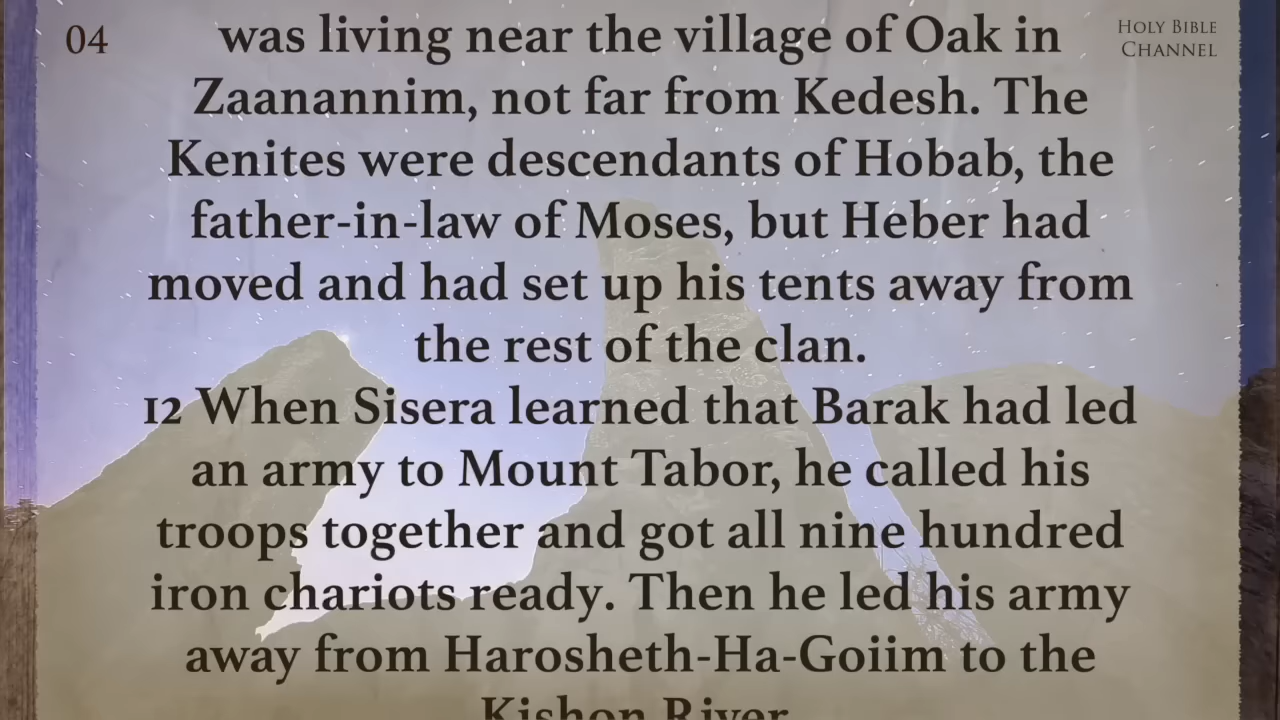 04
HOLY BIBLE
CHANNEL
was living near the village of Oak in
Zaanannim, not far from Kedesh. The
Kenites were descendants of Hobab, the
father-in-law of Moses, but Heber had
moved and had set up his tents away from
the rest of the clan.
12 When Sisera learned that Barak had led
an army to Mount Tabor, he called his
troops together and got all nine hundred
iron chariots ready. Then he led his army
away from Harosheth-Ha-Goiim to the
Kishon River.